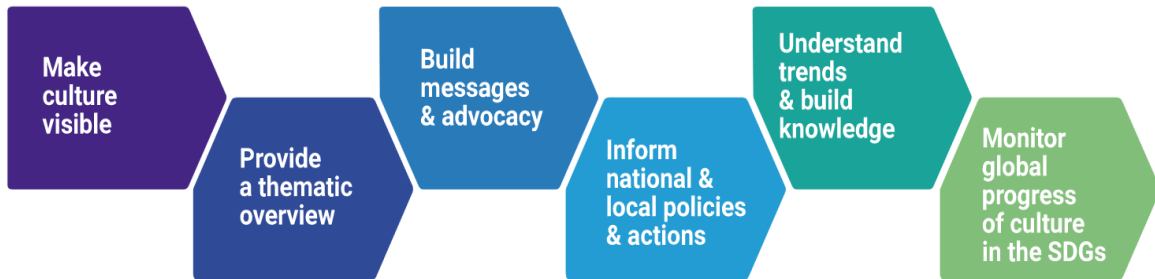 Make
culture
visible
Provide
a thematic
overview
Build
messages
& advocacy
Inform
national &
local policies
& actions
Understand
trends
& build
knowledge
Monitor
global
progress
of culture
in the SDGs